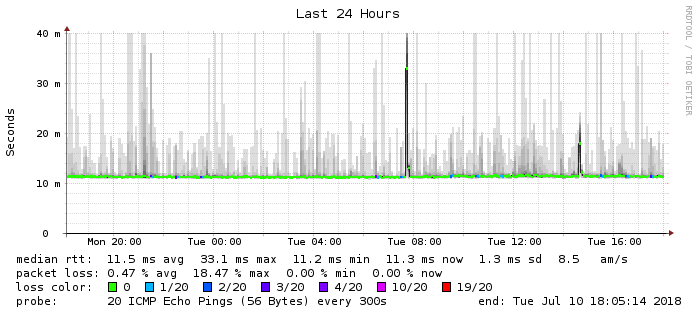 Last 24 Hours
RRDTOOL / TOBI OETIKER
Seconds
40 m
30 m
20 m
10 m
0
Mon 20:00 Tue 00:00 Tue 04:00 Tue 08:00 Tue 12:00 Tue 16:00
median rtt: 11.5 ms avg 33.1 ms max 11.2 ms min 11.3 ms now 1.3 ms sd 8.5 am/s
packet loss: 0.47 % avg 18.47 % max 0.00 % min 0.00 % now
loss color: 0 1/20 2/20 3/20 4/20 10/20 19/20
probe: 20 ICMP Echo Pings (56 Bytes) every 300s end: Tue Jul 10 18:05:14 2018